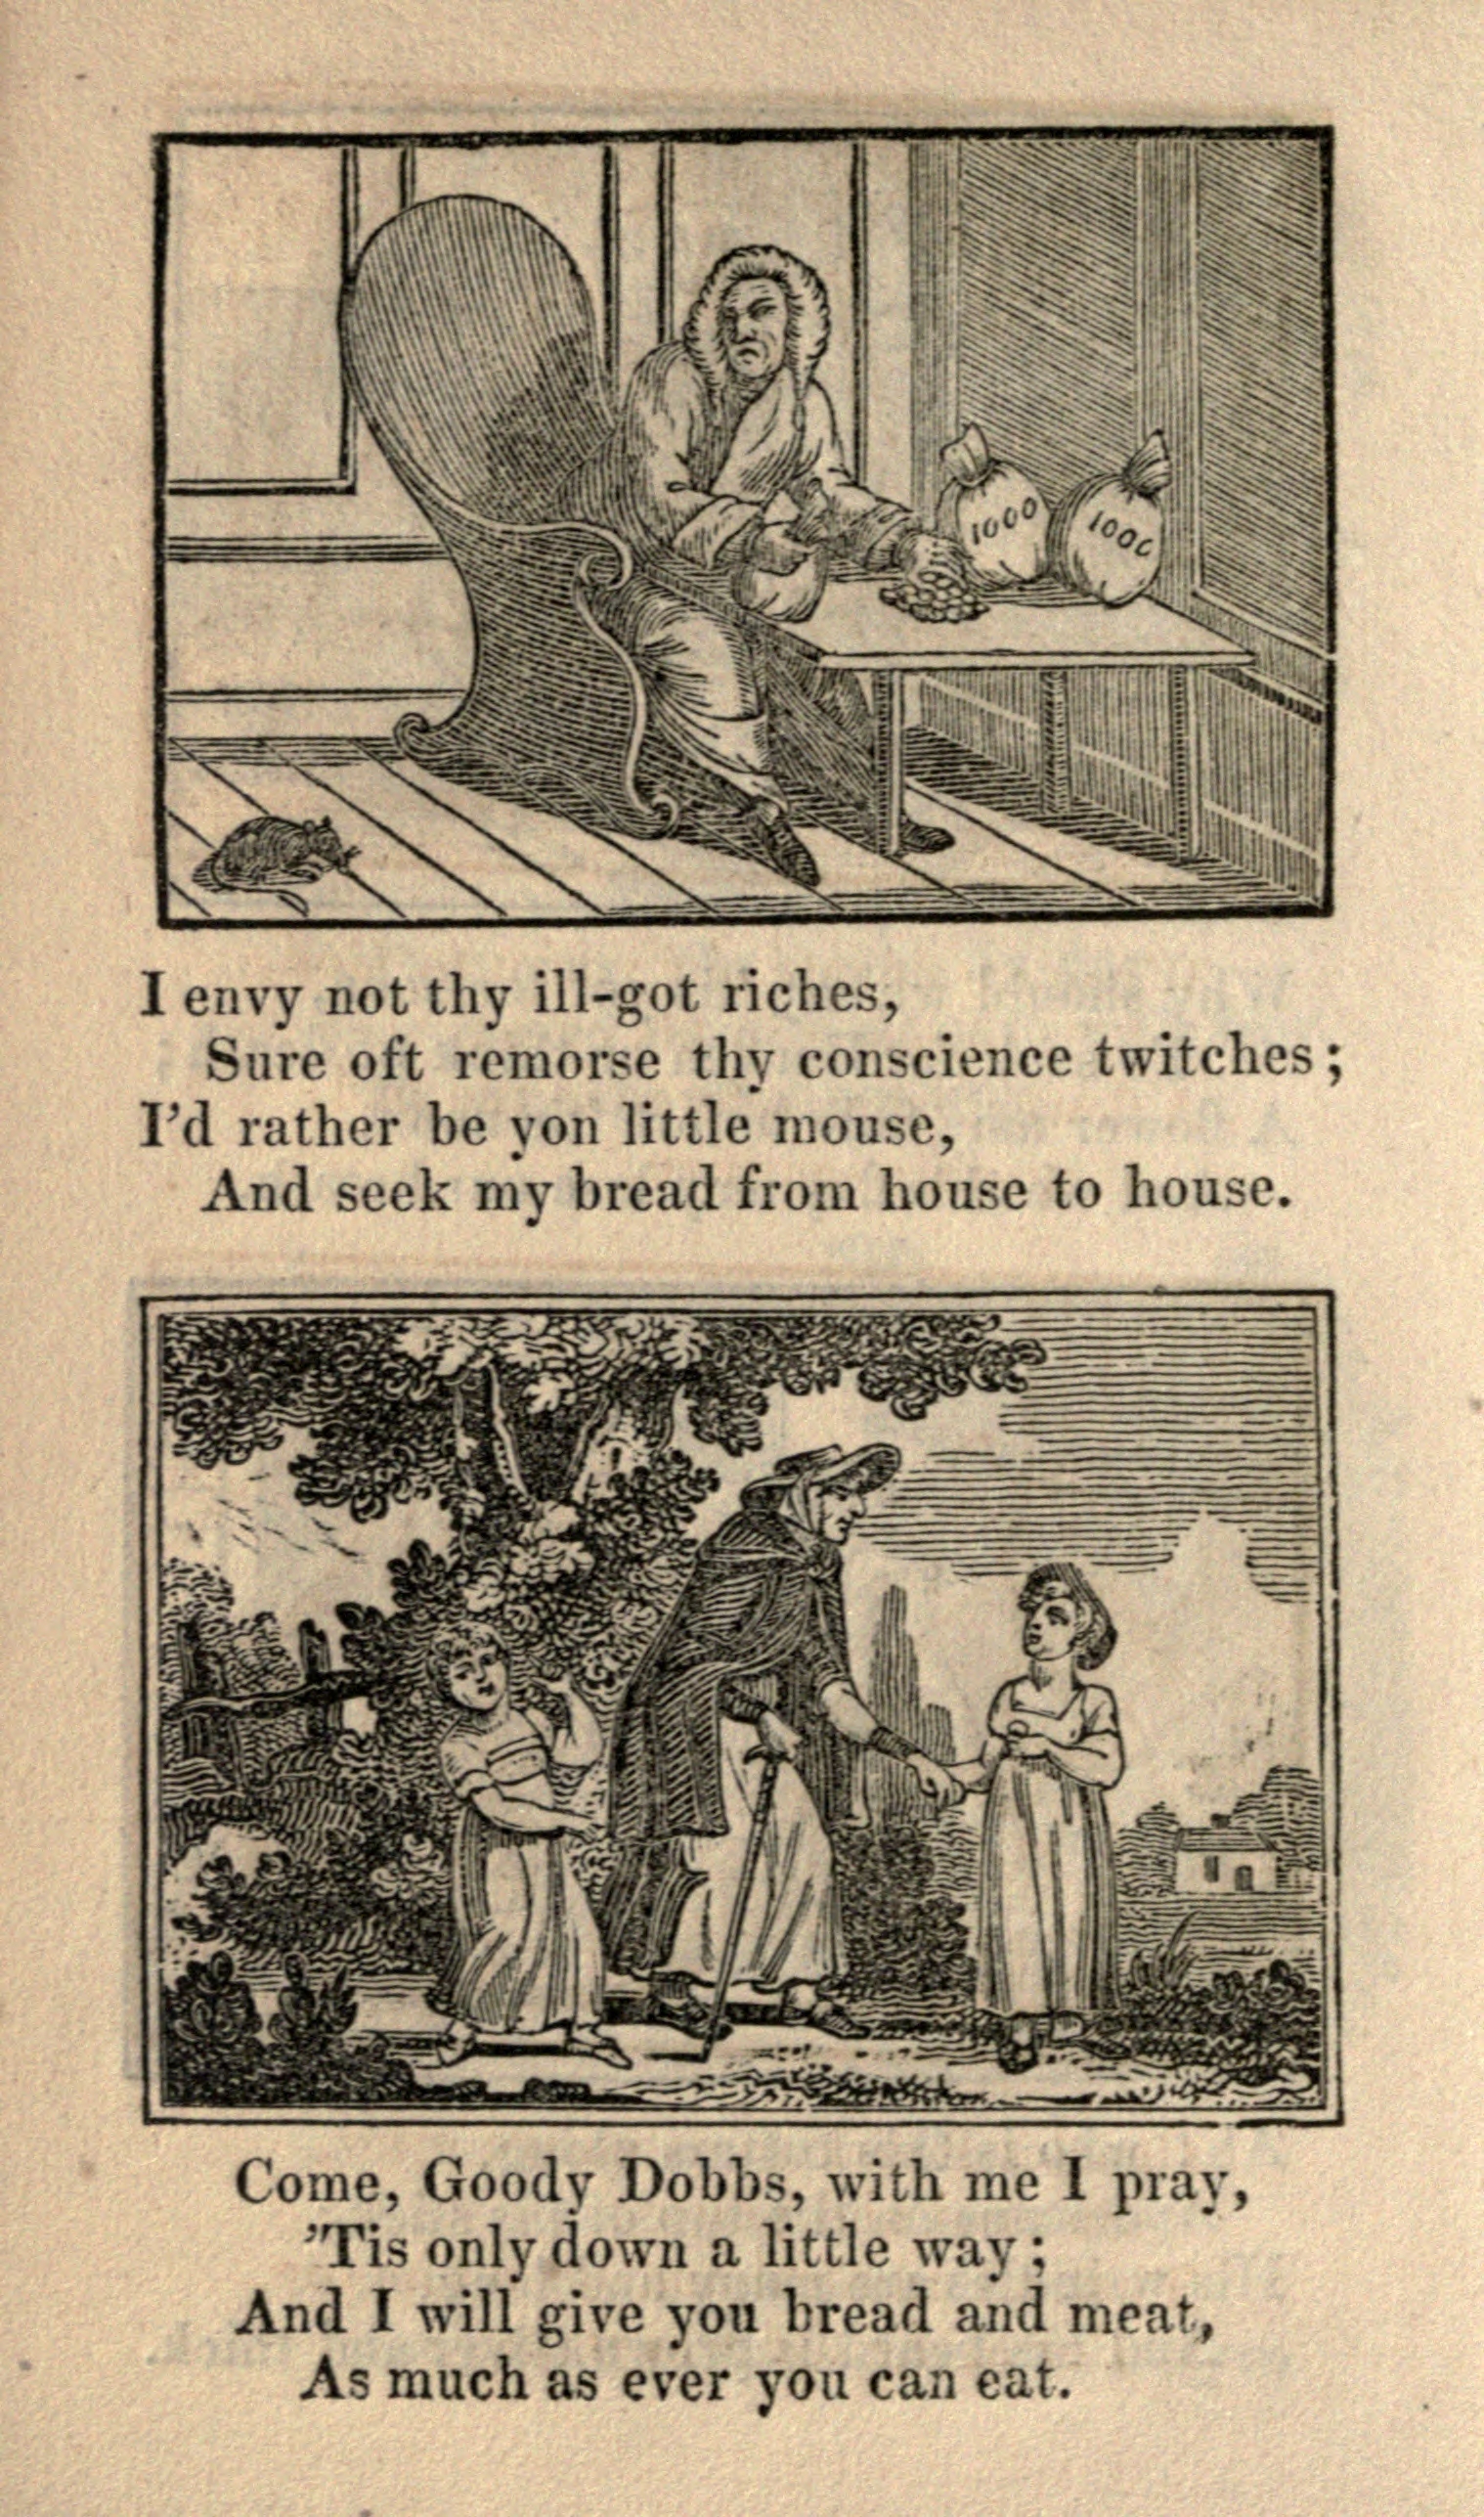 1000
1000
I envy not thy ill-got riches,
Sure oft remorse thy conscience twitches;
I'd rather be yon little mouse,
And seek my bread from house to house.
Come, Goody Dobbs, with me I pray,
'Tis only down a little way;
And I will give you bread and meat,
As much as ever you can eat.